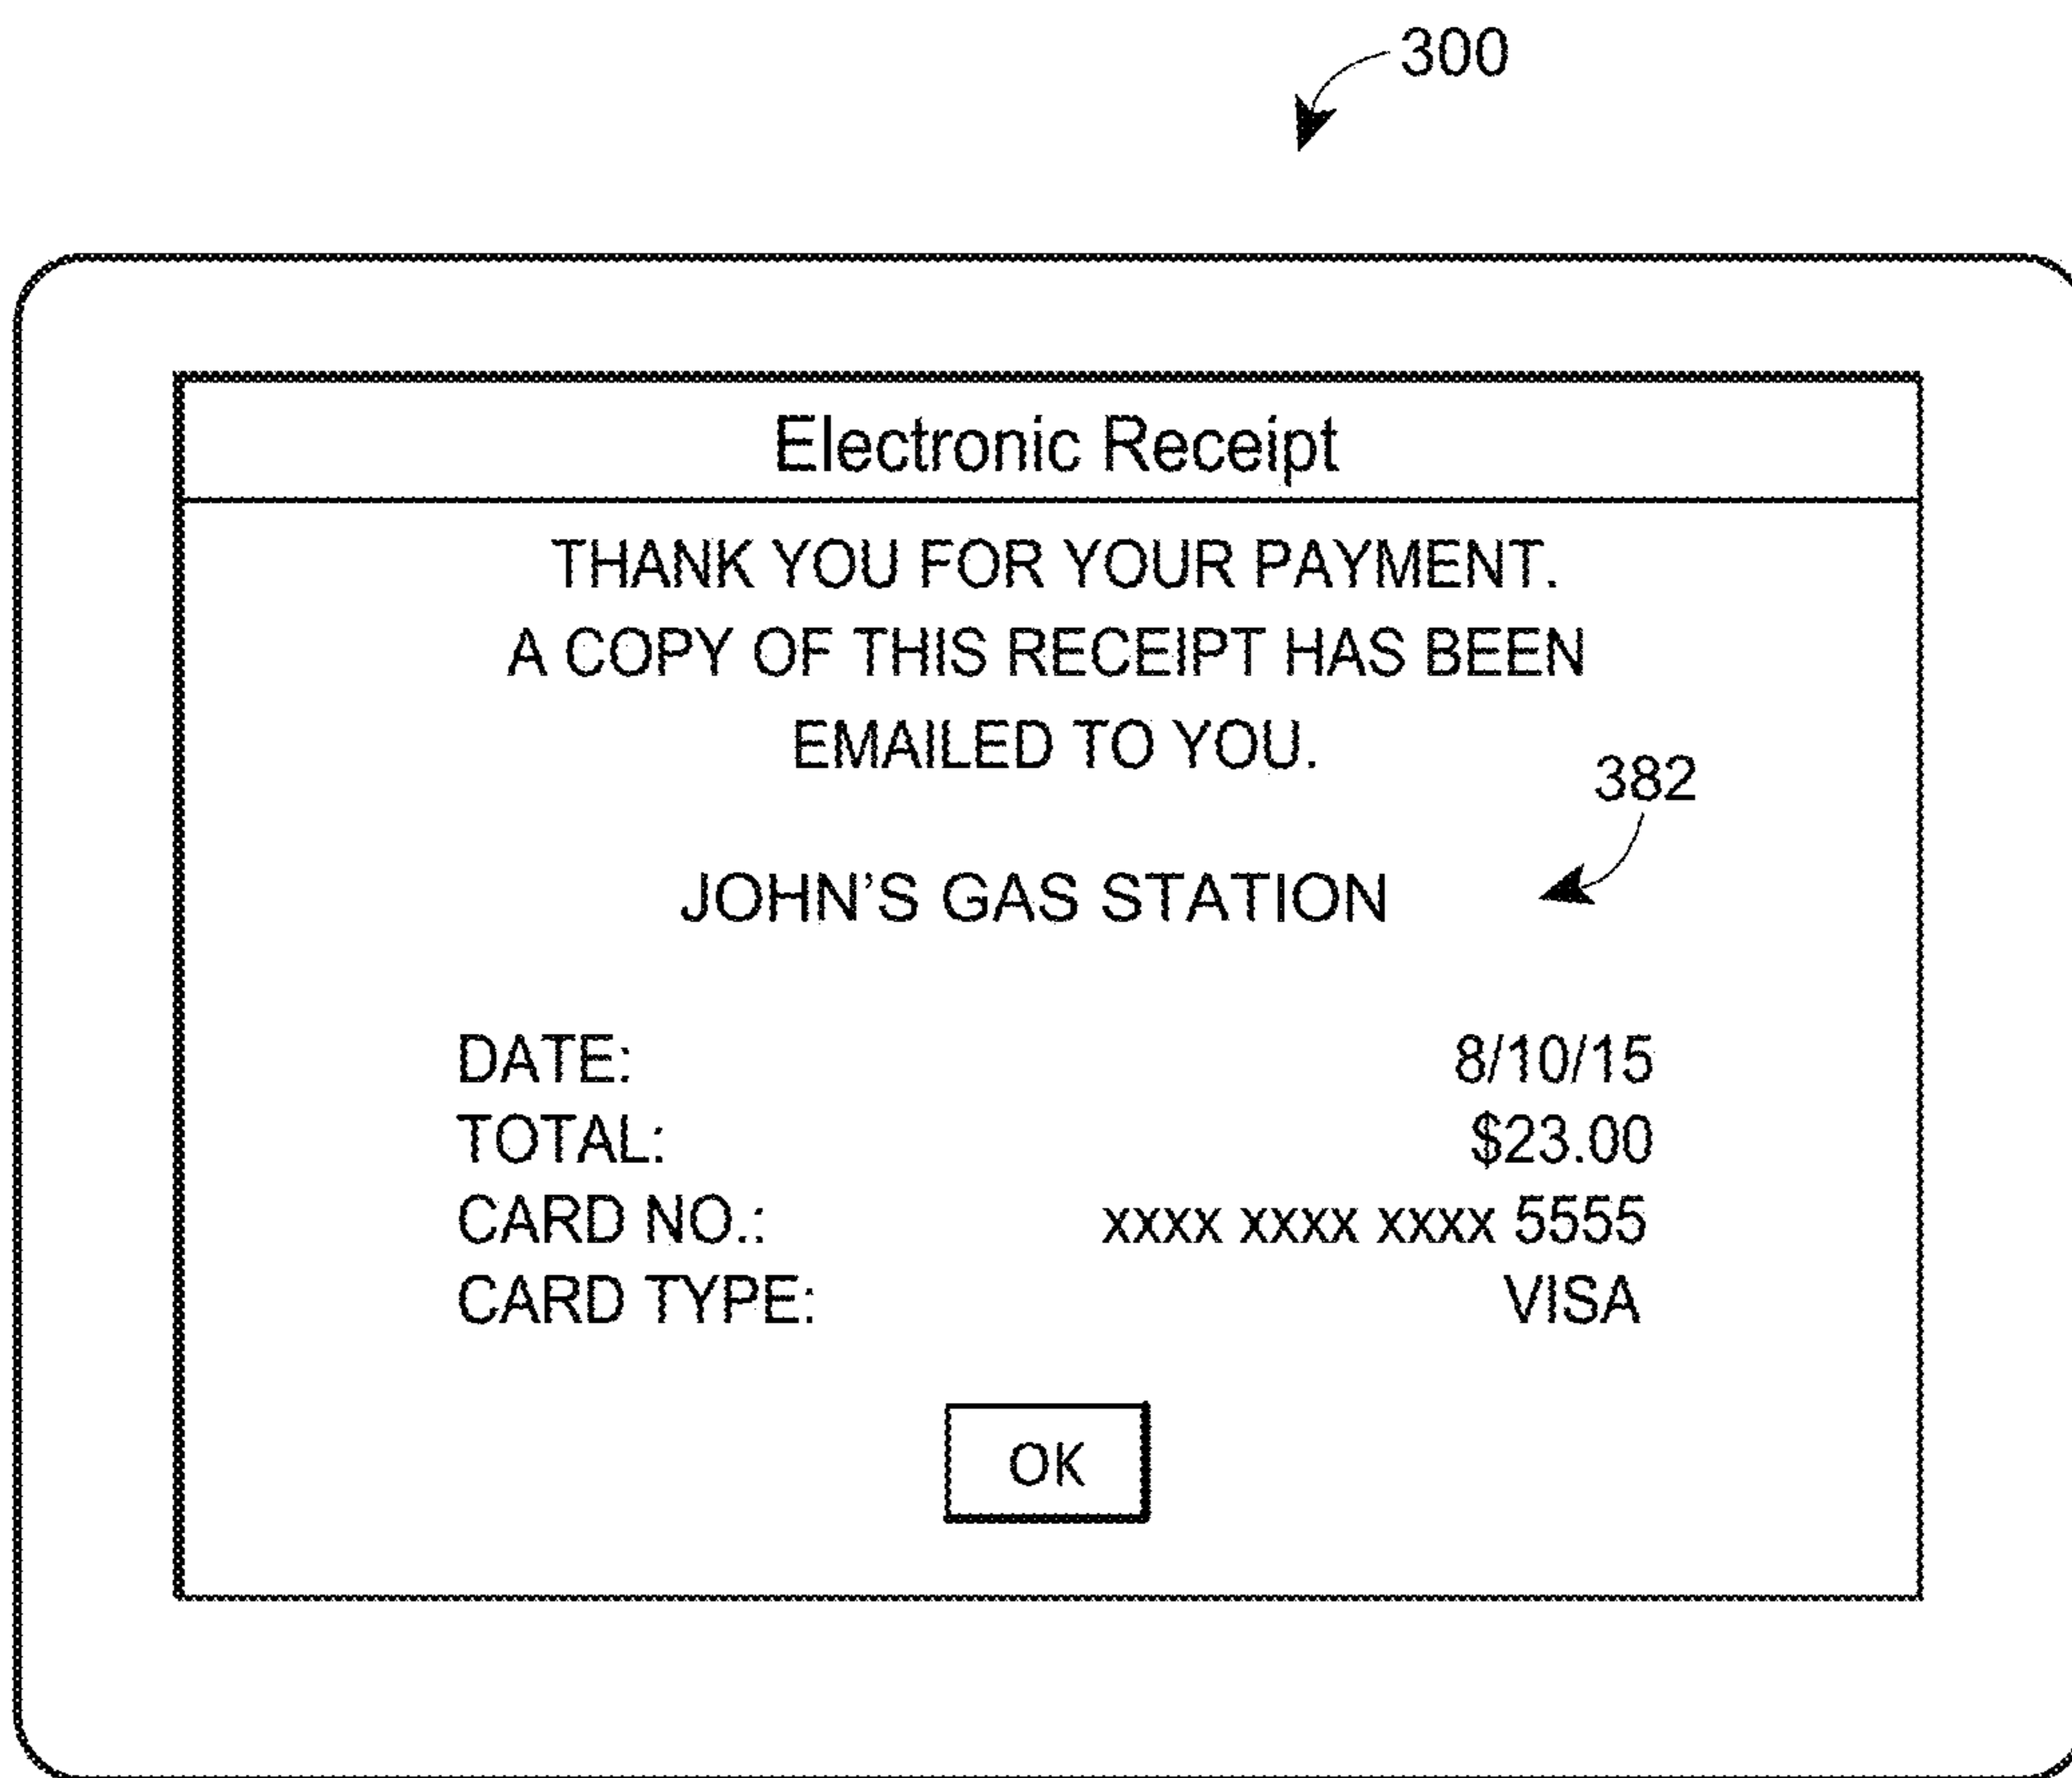 300
Electronic Receipt
THANK YOU FOR YOUR PAYMENT.
A COPY OF THIS RECEIPT HAS BEEN
EMAILED TO YOU.
382
JOHN'S GAS STATION
DATE: 8/10/15
TOTAL: $23.00
CARD NO.: xxxx xxxx xxxx 5555
CARD TYPE: VISA
OK